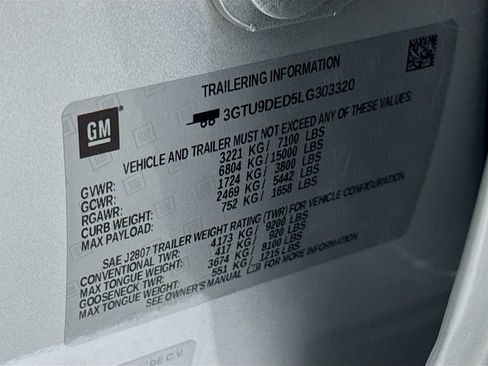 TRAILERING INFORMATION
GM
3GTU9DED5LG303320
VEHICLE AND TRAILER MUST NOT EXCEED ANY OF THESE VALUES.
GVWR: 3221 KG/ 7100 LBS
GCWR: 6804 KG/ 15000 LBS
RGAWR: 1724 KG/ 3800 LBS
CURB WEIGHT: 2469 KG/ 5442 LBS
MAX PAYLOAD: 752 KG/ 1658 LBS
SAE J2807 TRAILER WEIGHT RATING (TWR) FOR VEHICLE CONFIGURATION.
CONVENTIONAL TWR: 4173 KG/ 9200 LBS
MAX TONGUE WEIGHT: 417 KG/ 920 LBS
GOOSENECK TWR: 3674 KG/ 8100 LBS
MAX TONGUE WEIGHT: 551 KG/ 1215 LBS
SEE OWNER'S MANUAL FOR MORE INFORMATION.
DE C.V.